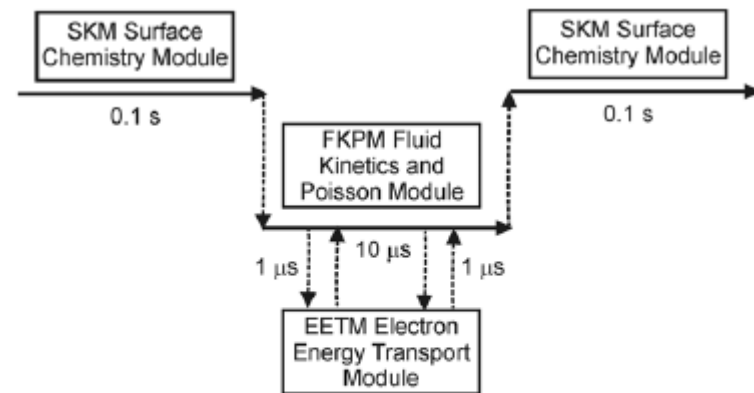 SKM Surface
Chemistry Module
0.1 s
SKM Surface
Chemistry Module
0.1 s
FKPM Fluid
Kinetics and
Poisson Module
1 μs
10 μs
1 μs
EETM Electron
Energy Transport
Module